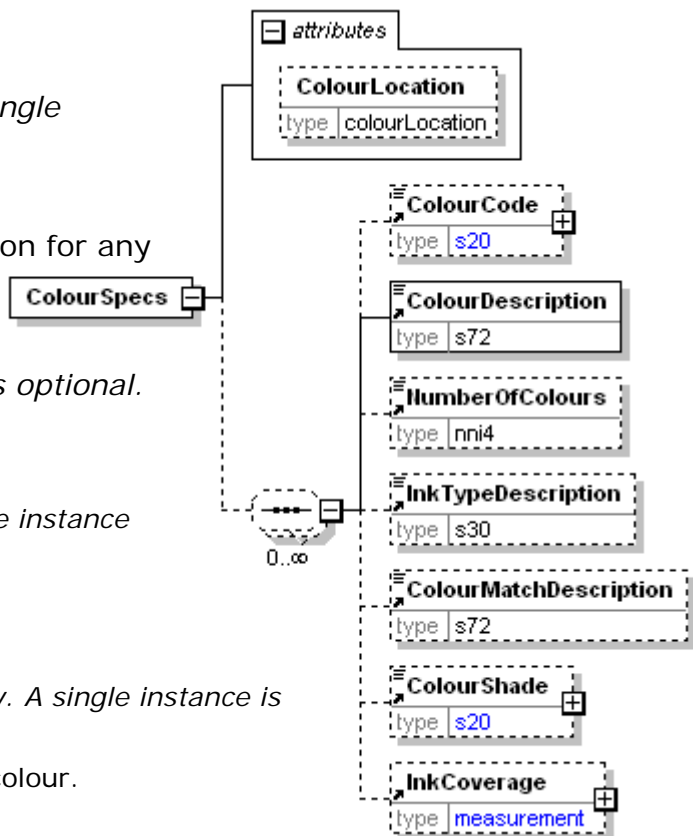 attributes
ColourLocation
type colourLocation
ngle
ColourCode
type s20
on for any
ColourSpecs
ColourDescription
type s72
s optional.
NumberOfColours
type nni4
InkTypeDescription
type s30
e instance
0..∞
ColourMatchDescription
type s72
ColourShade
type s20
y. A single instance is
colour.
InkCoverage
type measurement